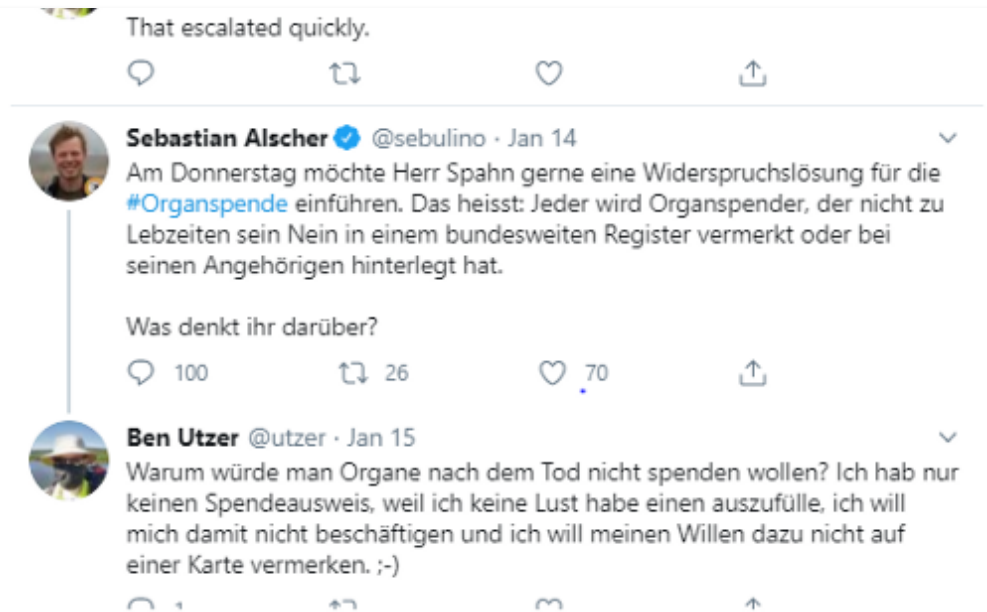 That escalated quickly.
Sebastian Alscher @sebulino · Jan 14
Am Donnerstag möchte Herr Spahn gerne eine Widerspruchslösung für die
#Organspende einführen. Das heisst: Jeder wird Organspender, der nicht zu
Lebzeiten sein Nein in einem bundesweiten Register vermerkt oder bei
seinen Angehörigen hinterlegt hat.
Was denkt ihr darüber?
100 26 70
Ben Utzer @utzer · Jan 15
Warum würde man Organe nach dem Tod nicht spenden wollen? Ich hab nur
keinen Spendeausweis, weil ich keine Lust habe einen auszufülle, ich will
mich damit nicht beschäftigen und ich will meinen Willen dazu nicht auf
einer Karte vermerken. ;-)
1